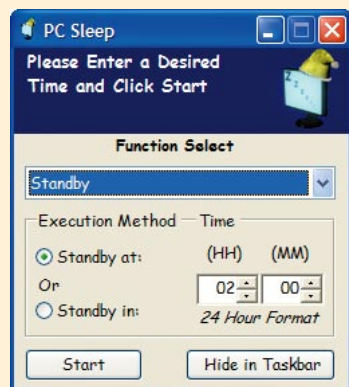 PC Sleep
Please Enter a Desired
Time and Click Start
Z z z z
Function Select
Standby
Execution Method Time
Standby at: (HH) (MM)
Or 02 00
Standby in: 24 Hour Format
Start Hide in Taskbar